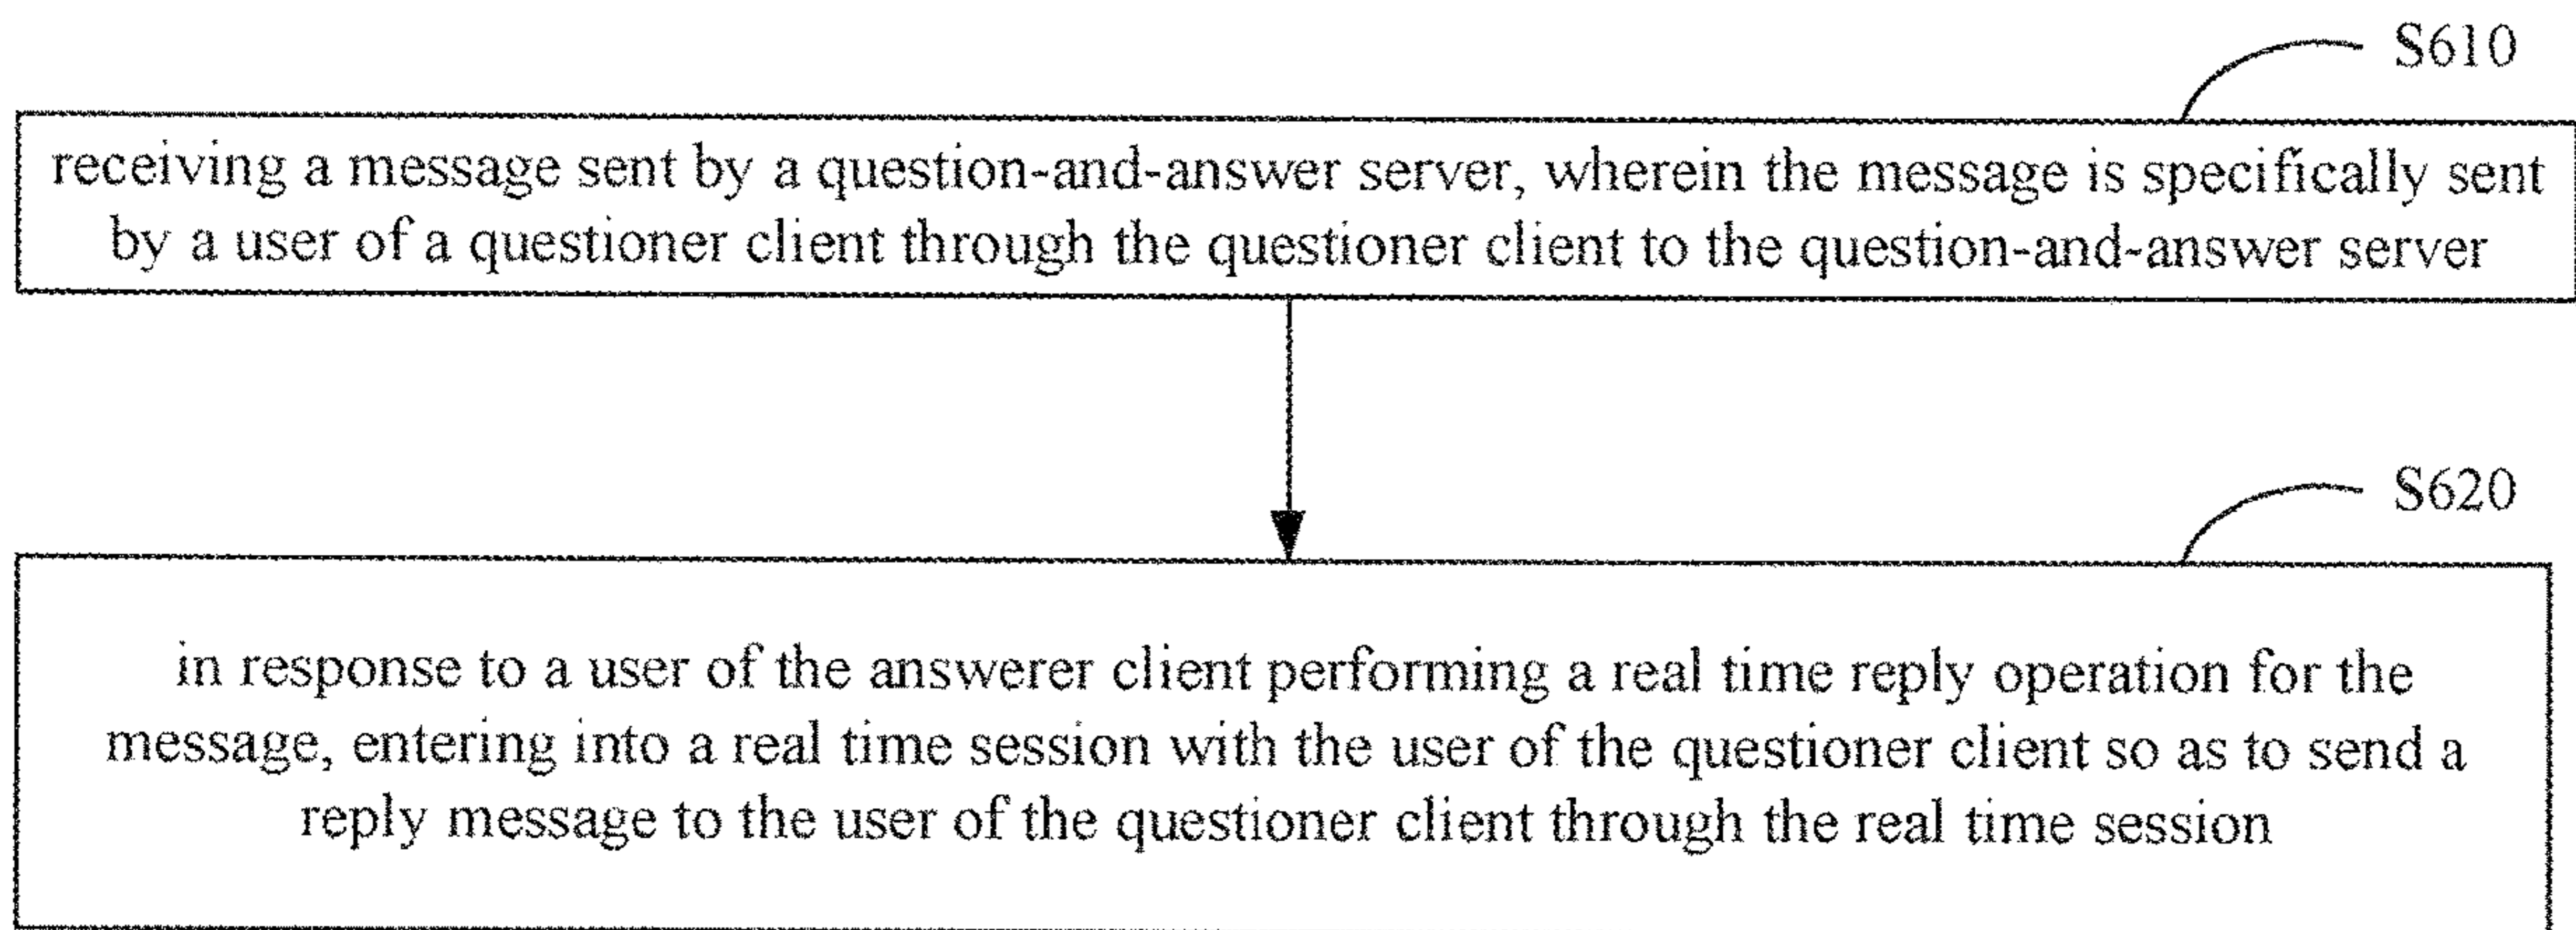 S610
receiving a message sent by a question-and-answer server, wherein the message is specifically sent
by a user of a questioner client through the questioner client to the question-and-answer server
S620
in response to a user of the answerer client performing a real time reply operation for the
message, entering into a real time session with the user of the questioner client so as to send a
reply message to the user of the questioner client through the real time session